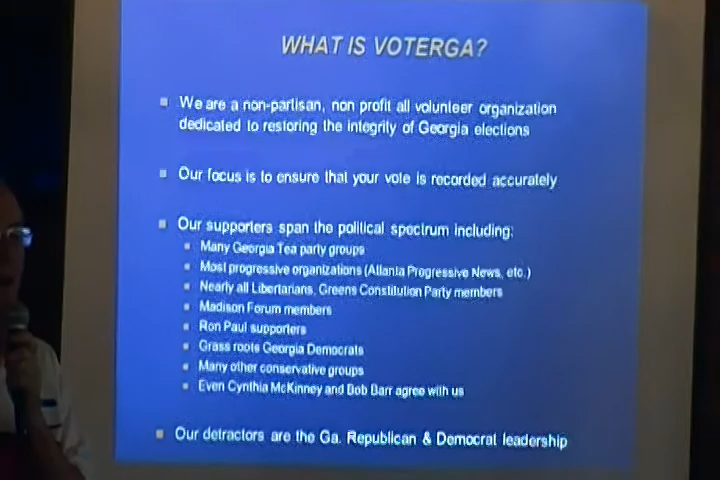 WHAT IS VOTERGA?
We are a non-partisan, non profit all volunteer organization
dedicated to restoring the integrity of Georgia elections
Our focus is to ensure that your vote is recorded accurately
Our supporters span the political spectrum including:
Many Georgia Tea party groups
Most progressive organizations (Atlanta Progressive News, etc.)
Nearly all Libertarians, Greens Constitution Party members
Madison Forum members
Ron Paul supporters
Grass roots Georgia Democrats
Many other conservative groups
Even Cynthia McKinney and Bob Barr agree with us
Our detractors are the Ga. Republican & Democrat leadership